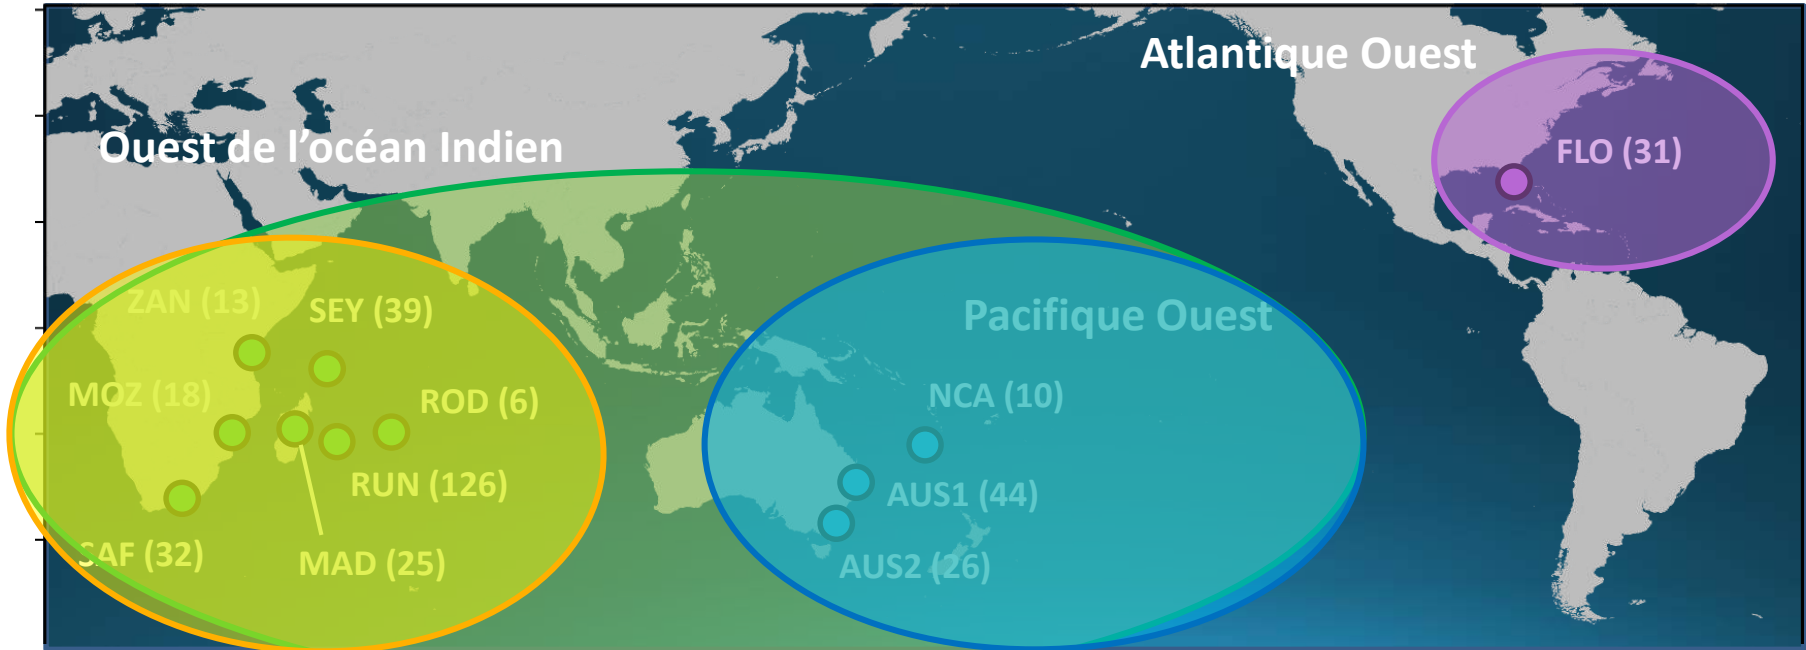 Atlantique Ouest
Ouest de l'océan Indien
FLO (31)
ZAN (13)
SEY (39)
Pacifique Ouest
MOZ (18)
ROD (6)
NCA (10)
RUN (126)
AUS1 (44)
SAF (32)
MAD (25)
AUS2 (26)